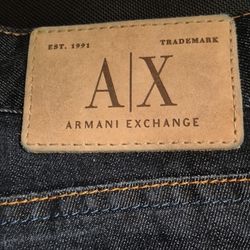 EST. 1991 TRADEMARK
A|X
ARMANI EXCHANGE